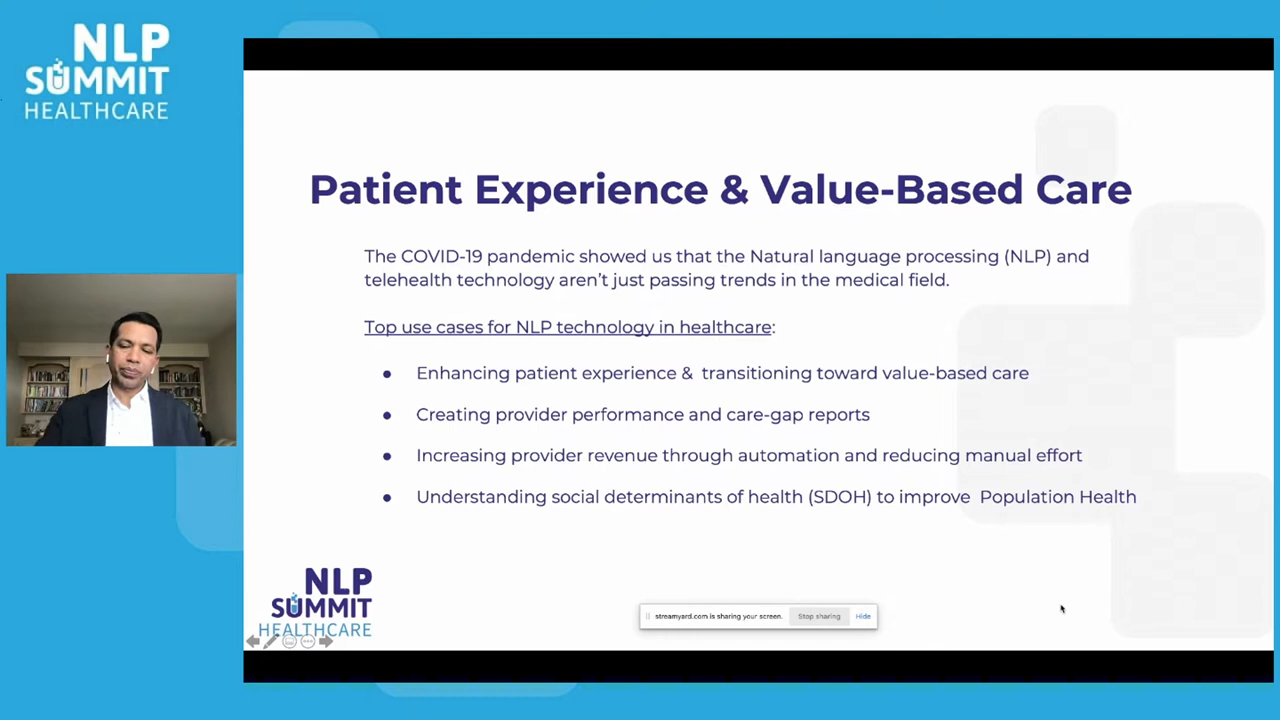 NLP
SUMMIT
HEALTHCARE
Patient Experience & Value-Based Care
The COVID-19 pandemic showed us that the Natural language processing (NLP) and
telehealth technology aren’t just passing trends in the medical field.
Top use cases for NLP technology in healthcare:
● Enhancing patient experience & transitioning toward value-based care
● Creating provider performance and care-gap reports
● Increasing provider revenue through automation and reducing manual effort
● Understanding social determinants of health (SDOH) to improve Population Health
NLP
SUMMIT
HEALTHCARE
streamyard.com is sharing your screen. Stop sharing Hide